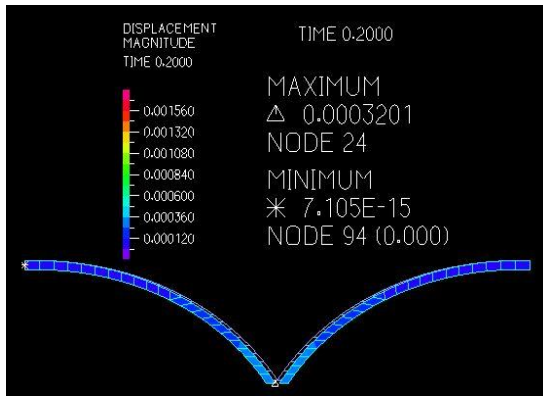 DISPLACEMENT
MAGNITUDE
TIME 0.2000
TIME 0.2000
0.001560
0.001320
0.001080
0.000840
0.000600
0.000360
0.000120
MAXIMUM
△ 0.0003201
NODE 24
MINIMUM
✳ 7.105E-15
NODE 94 (0.000)